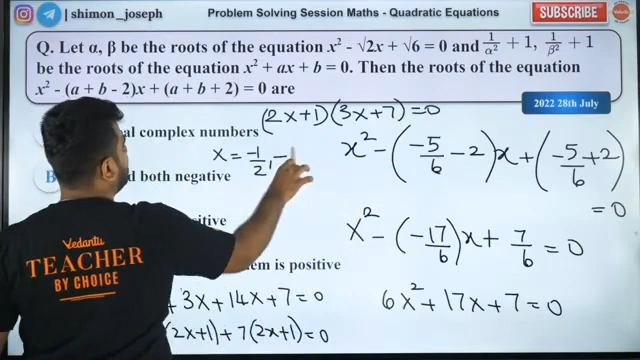 | shimon_joseph
Problem Solving Session Maths - Quadratic Equations
SUBSCRIBE
Vedantu
Q. Let α, β be the roots of the equation x² - √2x + √6 = 0 and 1/α² + 1, 1/β² + 1
be the roots of the equation x² + ax + b = 0. Then the roots of the equation
x² - (a + b - 2)x + (a + b + 2) = 0 are
2022 28th July
(2x+1)(3x+7)=0
al complex numbers
x = -1/2, -
x² - (-5/6 - 2)x + (-5/6 + 2) = 0
B
d both negative
x² - (-17/6)x + 7/6 = 0
sitive
m is positive
+ 3x + 14x + 7 = 0
6x² + 17x + 7 = 0
(2x+1) + 7(2x+1) = 0
Vedantu
TEACHER
BY CHOICE